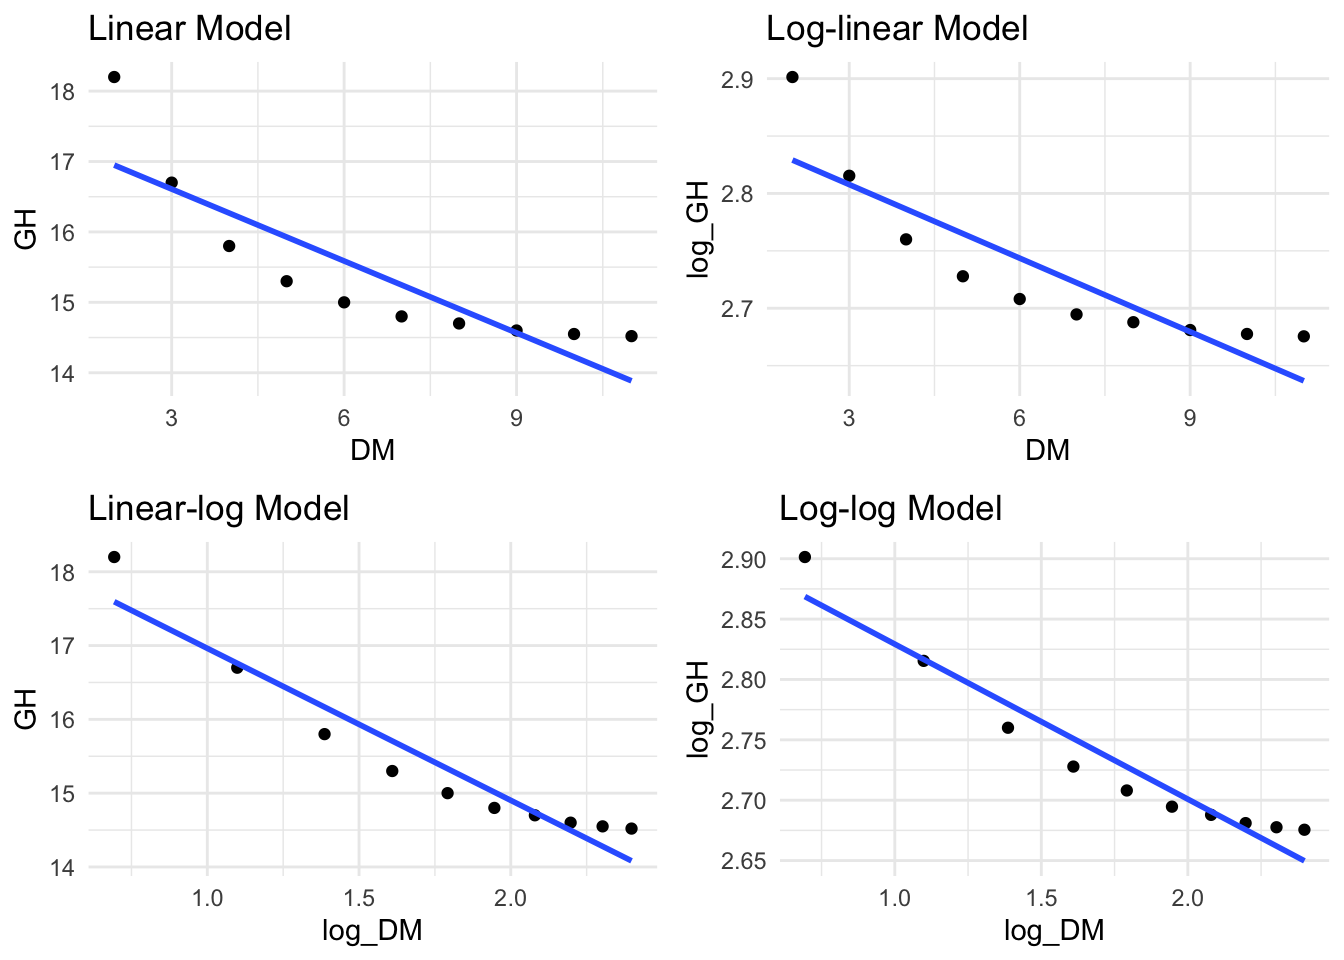 Linear Model
18
17
16
15
14
GH
3 6 9
DM
Log-linear Model
2.9
2.8
2.7
log_GH
3 6 9
DM
Linear-log Model
18
17
16
15
14
GH
1.0 1.5 2.0
log_DM
Log-log Model
2.90
2.85
2.80
2.75
2.70
2.65
log_GH
1.0 1.5 2.0
log_DM